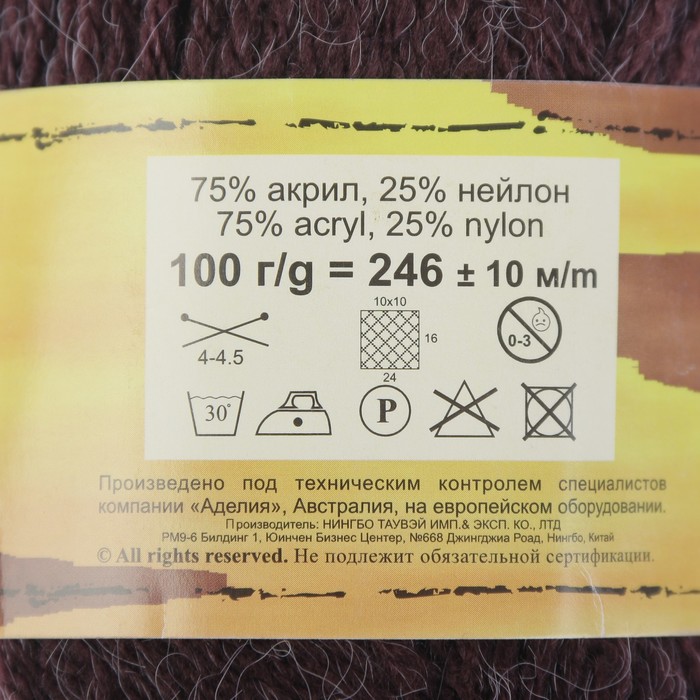 75% акрил, 25% нейлон
75% acryl, 25% nylon
100 г/g = 246 ± 10 м/m
10x10
16
0-3
4-4.5
24
30°
P
Произведено под техническим контролем специалистов
компании «Аделия», Австралия, на европейском оборудовании.
Производитель: НИНГБО ТАУВЭЙ ИМП.& ЭКСП. КО., ЛТД
РМ9-6 Билдинг 1, Юинчен Бизнес Центер, №668 Джингджиа Роад, Нингбо, Китай
© All rights reserved. Не подлежит обязательной сертификации.